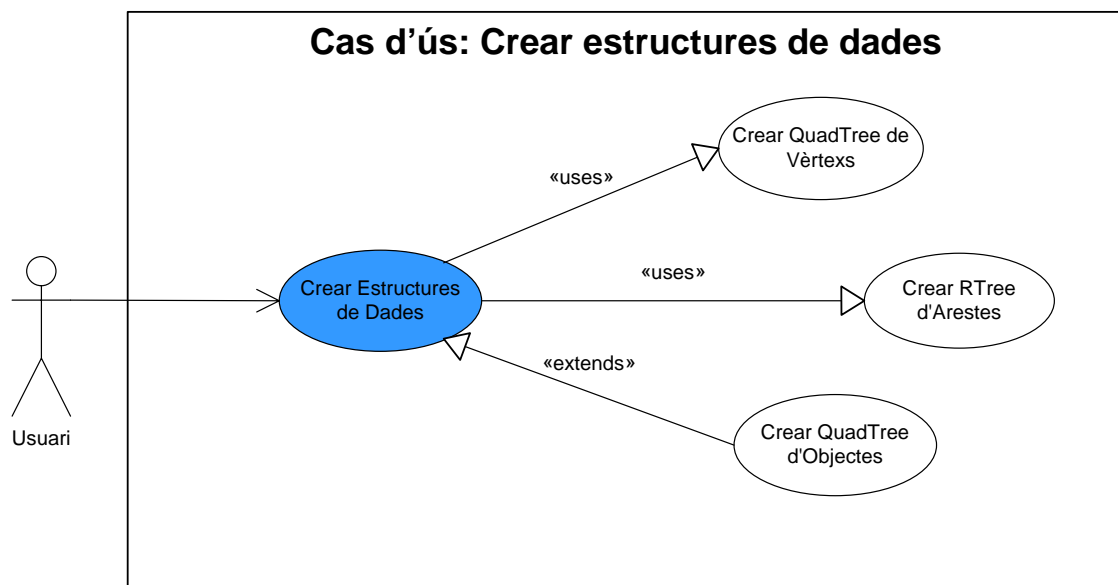 Cas d’ús: Crear estructures de dades
Crear QuadTree de
Vèrtexs
«uses»
«uses»
Crear Estructures
de Dades
Crear RTree
d'Arestes
«extends»
Crear QuadTree
d'Objectes
Usuari